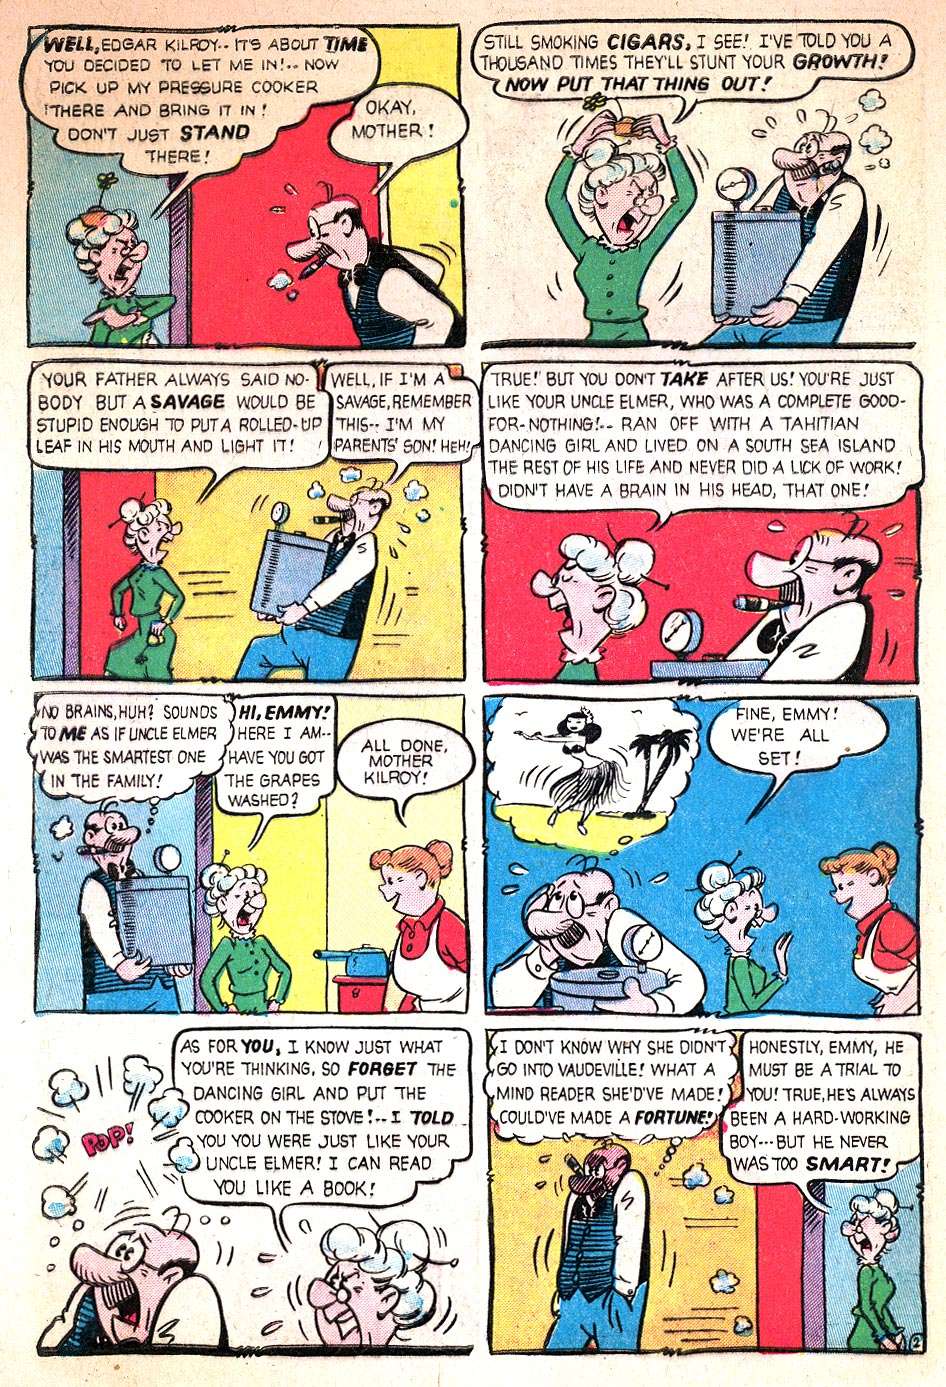 WELL, EDGAR KILROY.. IT'S ABOUT TIME
YOU DECIDED TO LET ME IN!.. NOW
PICK UP MY PRESSURE COOKER
THERE AND BRING IT IN!
DON'T JUST STAND
THERE!
OKAY,
MOTHER!
STILL SMOKING CIGARS, I SEE! I'VE TOLD YOU A
THOUSAND TIMES THEY'LL STUNT YOUR GROWTH!
NOW PUT THAT THING OUT!
YOUR FATHER ALWAYS SAID NO-
BODY BUT A SAVAGE WOULD BE
STUPID ENOUGH TO PUT A ROLLED-UP
LEAF IN HIS MOUTH AND LIGHT IT!
WELL, IF I'M A
SAVAGE, REMEMBER
THIS-- I'M MY
PARENTS' SON! HEH!
TRUE! BUT YOU DON'T TAKE AFTER US! YOU'RE JUST
LIKE YOUR UNCLE ELMER, WHO WAS A COMPLETE GOOD-
FOR-NOTHING!-- RAN OFF WITH A TAHITIAN
DANCING GIRL AND LIVED ON A SOUTH SEA ISLAND
THE REST OF HIS LIFE AND NEVER DID A LICK OF WORK!
DIDN'T HAVE A BRAIN IN HIS HEAD, THAT ONE!
NO BRAINS, HUH? SOUNDS
TO ME AS IF UNCLE ELMER
WAS THE SMARTEST ONE
IN THE FAMILY!
HI, EMMY!
HERE I AM--
HAVE YOU GOT
THE GRAPES
WASHED?
ALL DONE,
MOTHER
KILROY!
FINE, EMMY!
WE'RE ALL
SET!
POP!
AS FOR YOU, I KNOW JUST WHAT
YOU'RE THINKING, SO FORGET THE
DANCING GIRL AND PUT THE
COOKER ON THE STOVE!-- I TOLD
YOU YOU WERE JUST LIKE YOUR
UNCLE ELMER! I CAN READ
YOU LIKE A BOOK!
I DON'T KNOW WHY SHE DIDN'T
GO INTO VAUDEVILLE! WHAT A
MIND READER SHE'D'VE MADE!
COULD'VE MADE A FORTUNE!
HONESTLY, EMMY, HE
MUST BE A TRIAL TO
YOU! TRUE, HE'S ALWAYS
BEEN A HARD-WORKING
BOY---BUT HE NEVER
WAS TOO SMART!
2